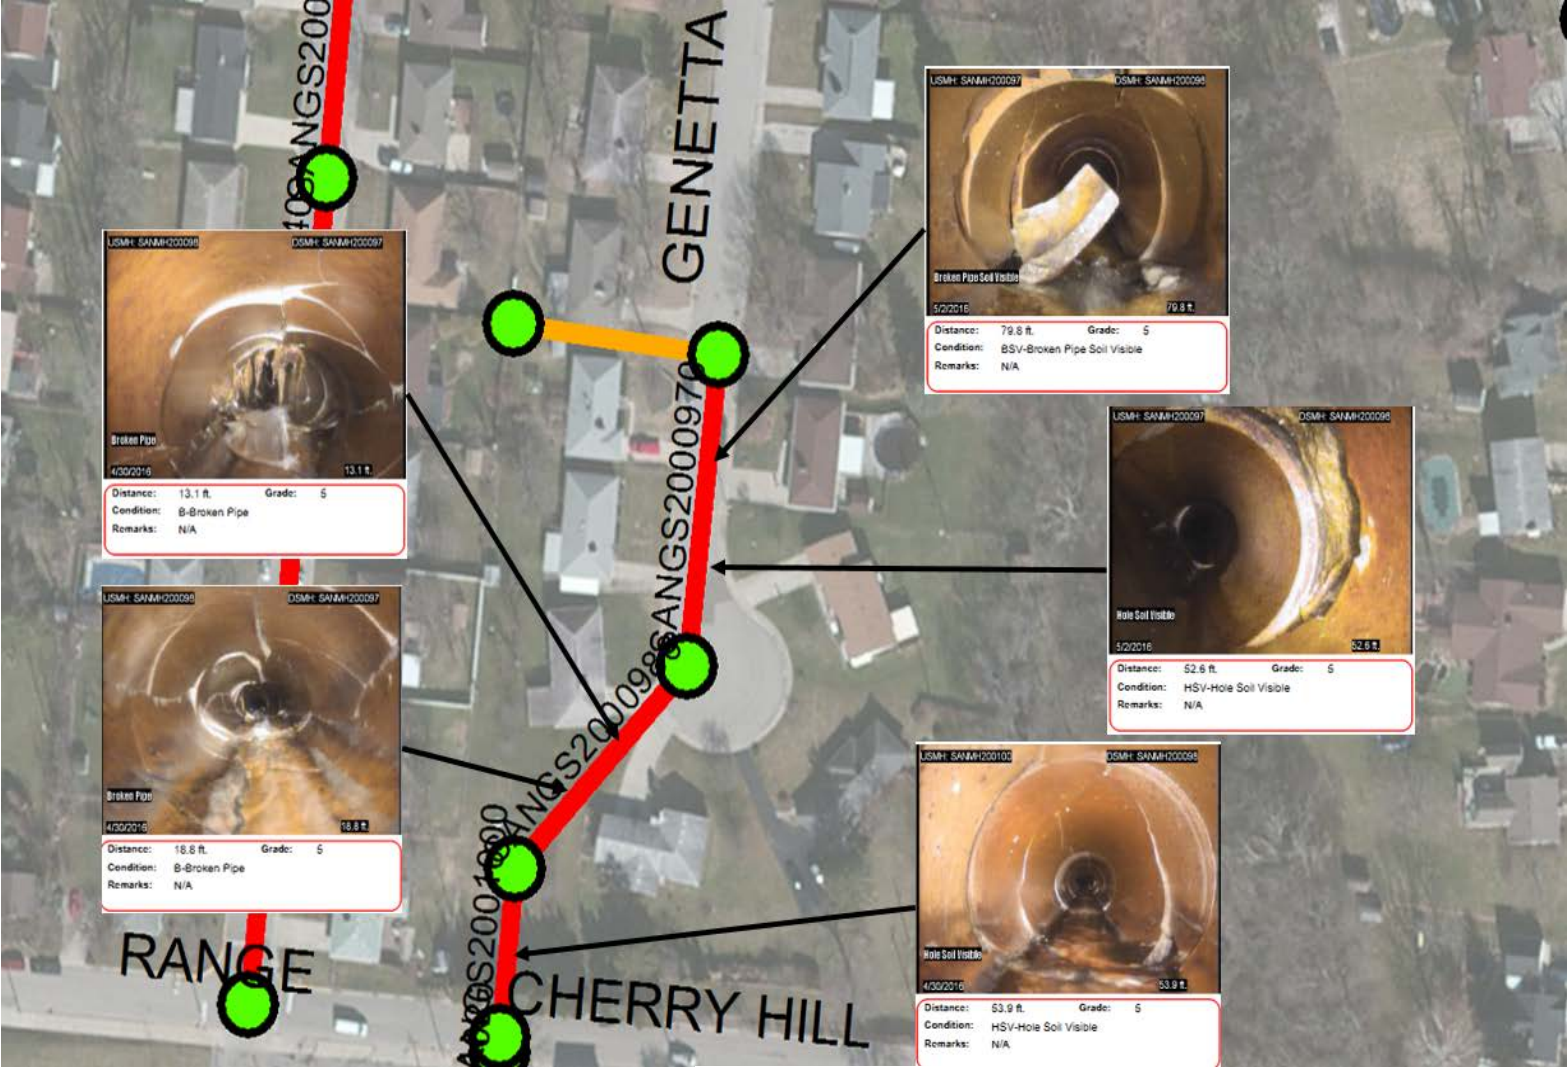 GENETTA
RANGE
CHERRY HILL
USMH: SANMH200098 DSMH: SANMH200097
Broken Pipe
4/30/2016 13.1 ft.
Distance: 13.1 ft. Grade: 5
Condition: B-Broken Pipe
Remarks: N/A
USMH: SANMH200098 DSMH: SANMH200097
Broken Pipe
4/30/2016 18.8 ft.
Distance: 18.8 ft. Grade: 5
Condition: B-Broken Pipe
Remarks: N/A
USMH: SANMH200097 DSMH: SANMH200096
Broken Pipe Soil Visible
5/2/2016 79.8 ft.
Distance: 79.8 ft. Grade: 5
Condition: BSV-Broken Pipe Soil Visible
Remarks: N/A
USMH: SANMH200097 DSMH: SANMH200096
Hole Soil Visible
5/2/2016 52.6 ft.
Distance: 52.6 ft. Grade: 5
Condition: HSV-Hole Soil Visible
Remarks: N/A
USMH: SANMH200100 DSMH: SANMH200098
Hole Soil Visible
4/30/2016 53.9 ft.
Distance: 53.9 ft. Grade: 5
Condition: HSV-Hole Soil Visible
Remarks: N/A